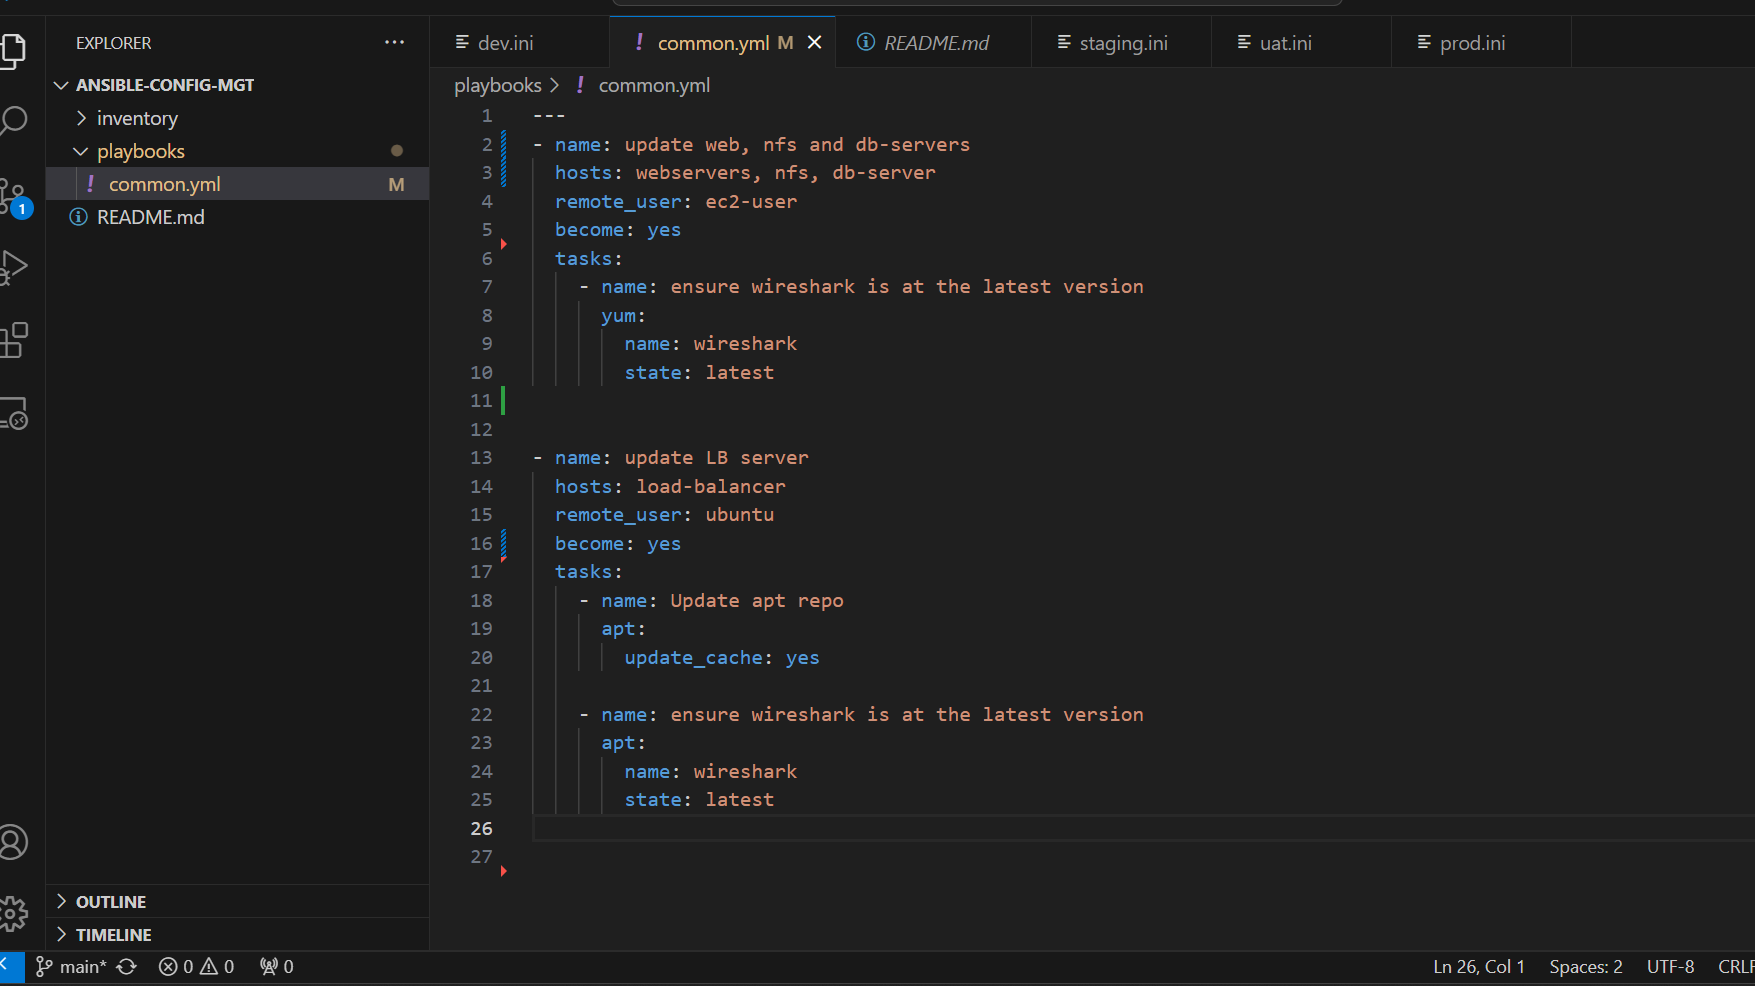 EXPLORER
ANSIBLE-CONFIG-MGT
inventory
playbooks
! common.yml M
README.md
OUTLINE
TIMELINE
dev.ini
! common.yml M
README.md
staging.ini
uat.ini
prod.ini
playbooks > ! common.yml
1 ---
2 - name: update web, nfs and db-servers
3 hosts: webservers, nfs, db-server
4 remote_user: ec2-user
5 become: yes
6 tasks:
7 - name: ensure wireshark is at the latest version
8 yum:
9 name: wireshark
10 state: latest
11
12
13 - name: update LB server
14 hosts: load-balancer
15 remote_user: ubuntu
16 become: yes
17 tasks:
18 - name: Update apt repo
19 apt:
20 update_cache: yes
21
22 - name: ensure wireshark is at the latest version
23 apt:
24 name: wireshark
25 state: latest
26
27
1
main* 0 0 0
Ln 26, Col 1 Spaces: 2 UTF-8 CRLF